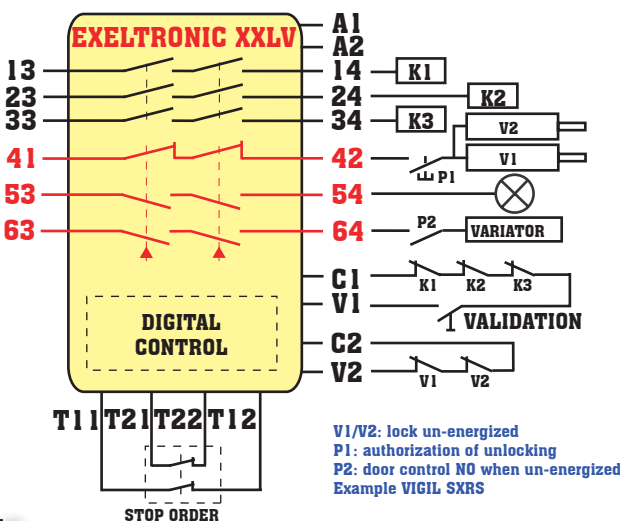 EXELTRONIC XXLV
A1
A2
13 14 K1
23 24 K2
33 34 K3
V2
41 42 P1 V1
53 54
63 64 P2 VARIATOR
C1 K1 K2 K3
V1 VALIDATION
DIGITAL
CONTROL
C2
V2 V1 V2
T11 T21 T22 T12
STOP ORDER
V1/V2: lock un-energized
P1: authorization of unlocking
P2: door control NO when un-energized
Example VIGIL SXRS